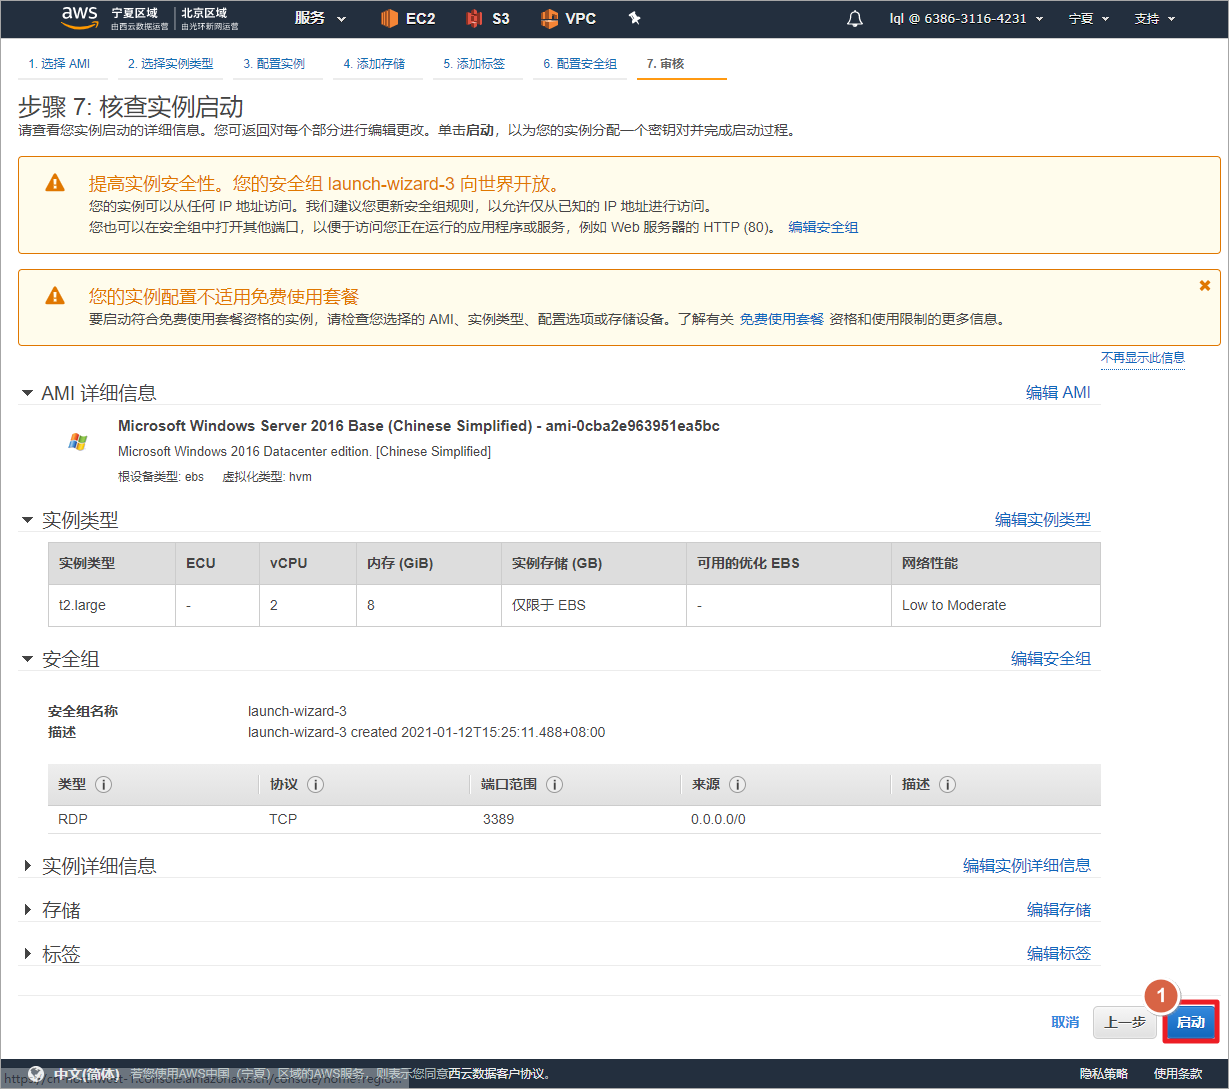 aws 宁夏区域 北京区域 服务 EC2 S3 VPC lql @ 6386-3116-4231 宁夏 支持
由西云数据运营 由光环新网运营
1. 选择 AMI 2. 选择实例类型 3. 配置实例 4. 添加存储 5. 添加标签 6. 配置安全组 7. 审核
步骤 7: 核查实例启动
请查看您实例启动的详细信息。您可返回对每个部分进行编辑更改。单击启动，以为您的实例分配一个密钥对并完成启动过程。
提高实例安全性。您的安全组 launch-wizard-3 向世界开放。
您的实例可以从任何 IP 地址访问。我们建议您更新安全组规则，以允许仅从已知的 IP 地址进行访问。
您也可以在安全组中打开其他端口，以便于访问您正在运行的应用程序或服务，例如 Web 服务器的 HTTP (80)。 编辑安全组
您的实例配置不适用免费使用套餐
要启动符合免费使用套餐资格的实例，请检查您选择的 AMI、实例类型、配置选项或存储设备。了解有关 免费使用套餐 资格和使用限制的更多信息。
不再显示此信息
AMI 详细信息 编辑 AMI
Microsoft Windows Server 2016 Base (Chinese Simplified) - ami-0cba2e963951ea5bc
Microsoft Windows 2016 Datacenter edition. [Chinese Simplified]
根设备类型: ebs 虚拟化类型: hvm
实例类型 编辑实例类型
实例类型 ECU vCPU 内存 (GiB) 实例存储 (GB) 可用的优化 EBS 网络性能
t2.large - 2 8 仅限于 EBS - Low to Moderate
安全组 编辑安全组
安全组名称 launch-wizard-3
描述 launch-wizard-3 created 2021-01-12T15:25:11.488+08:00
类型 协议 端口范围 来源 描述
RDP TCP 3389 0.0.0.0/0
实例详细信息 编辑实例详细信息
存储 编辑存储
标签 编辑标签
1
取消 上一步 启动
中文(简体) 若您使用AWS中国（宁夏）区域的AWS服务，则表示您同意西云数据客户协议。 隐私策略 使用条款
https://cn-northwest-1.console.amazonaws.cn/console/home?regio...